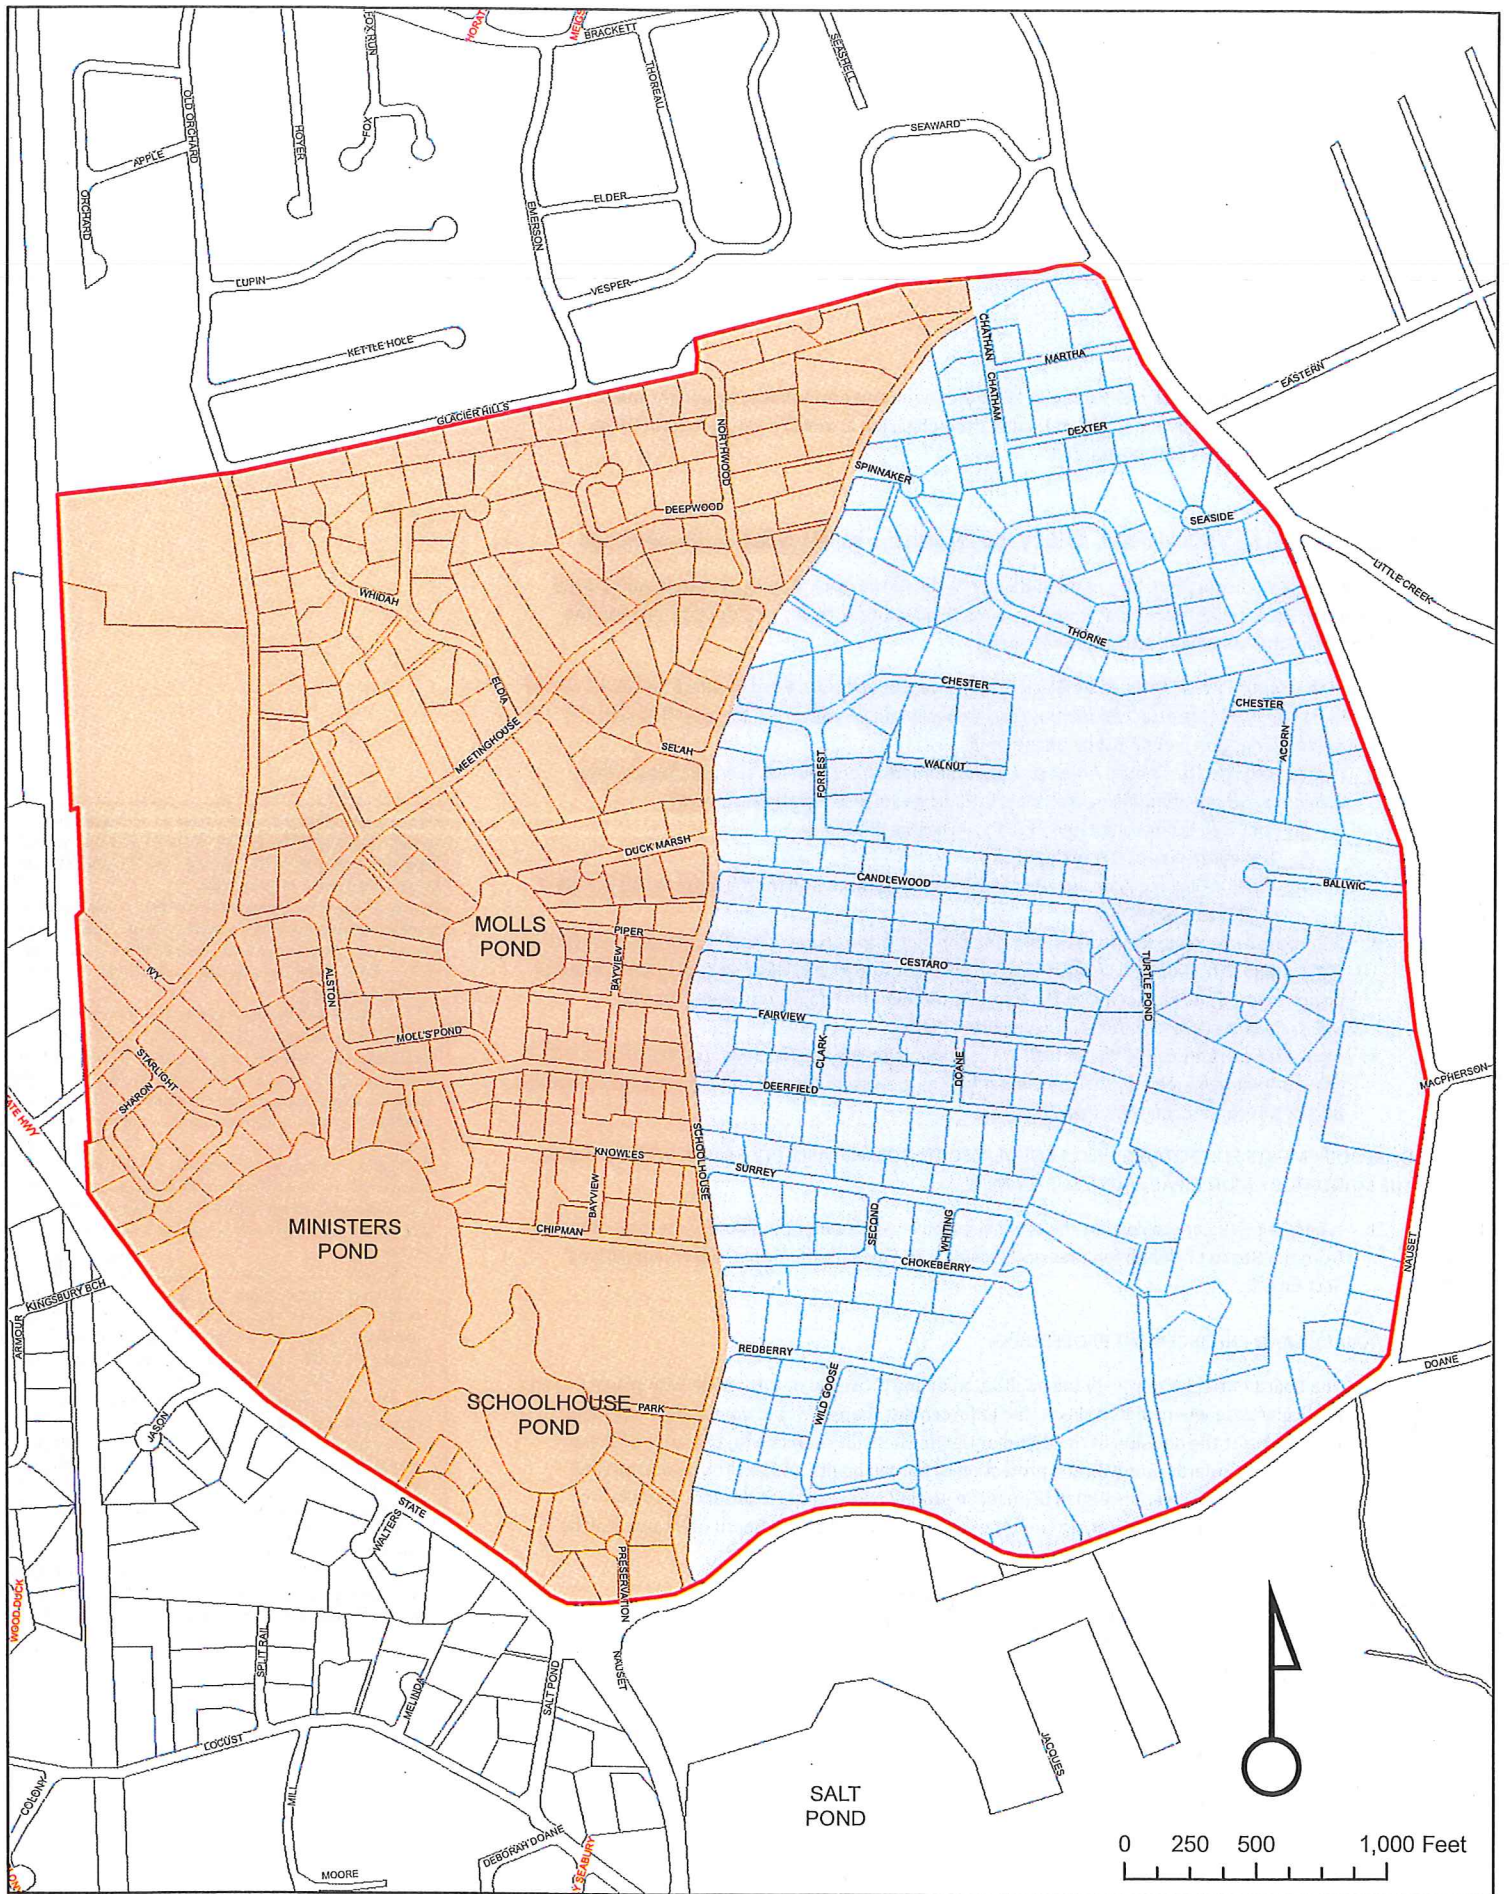 FOX RUN
HORAT
MEIGS
BRACKETT
SEASHELL
OLD ORCHARD
HOYER
FOX
THOREAU
SEAWARD
APPLE
ORCHARD
ELDER
EMERSON
LUPIN
VESPER
KETTLE HOLE
CHATHAN
MARTHA
CHATHAM
EASTERN
GLACIER HILLS
NORTHWOOD
DEXTER
SPINNAKER
DEEPWOOD
SEASIDE
LITTLE CREEK
WHIDAH
THORNE
ELDIA
CHESTER
CHESTER
MEETINGHOUSE
SELAH
ACORN
FORREST
WALNUT
DUCK MARSH
CANDLEWOOD
BALLWIC
MOLLS
POND
PIPER
BAYVIEW
CESTARO
TURTLE POND
IVY
ALSTON
FAIRVIEW
MOLL'S POND
CLARK
DOANE
STARLIGHT
SHARON
DEERFIELD
MACPHERSON
ATE HWY
SCHOOLHOUSE
KNOWLES
SURREY
BAYVIEW
MINISTERS
POND
CHIPMAN
SECOND
WHITING
CHOKEBERRY
NAUSET
KINGSBURY BCH
ARMOUR
REDBERRY
DOANE
WILD GOOSE
SCHOOLHOUSE
POND
PARK
JASON
STATE
WALTERS
PRESERVATION
WOOD DUCK
SPLIT RAIL
NAUSET
MELINDA
SALT POND
LOCUST
JACQUES
COLONY
MILL
SALT
POND
DEBORAH DOANE
Y SEABURY
MOORE
0 250 500 1,000 Feet